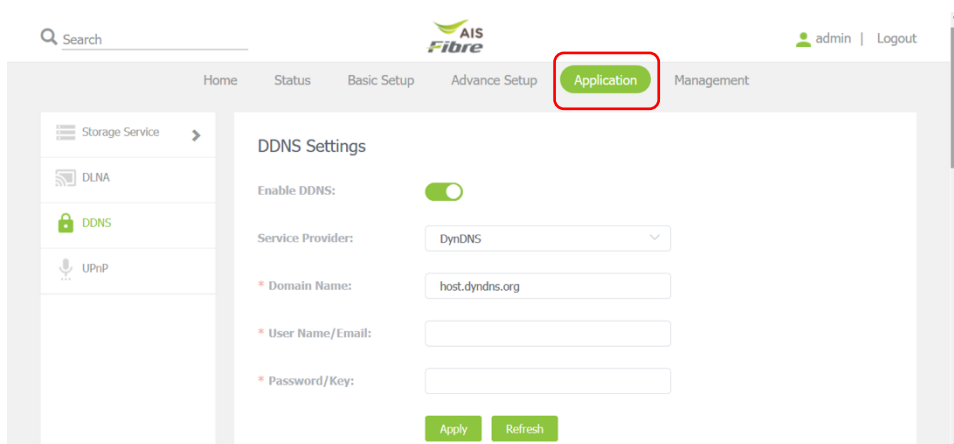 Search
AIS
Fibre
admin | Logout
Home Status Basic Setup Advance Setup Application Management
Storage Service
DLNA
DDNS
UPnP
DDNS Settings
Enable DDNS:
Service Provider: DynDNS
* Domain Name: host.dyndns.org
* User Name/Email:
* Password/Key:
Apply Refresh